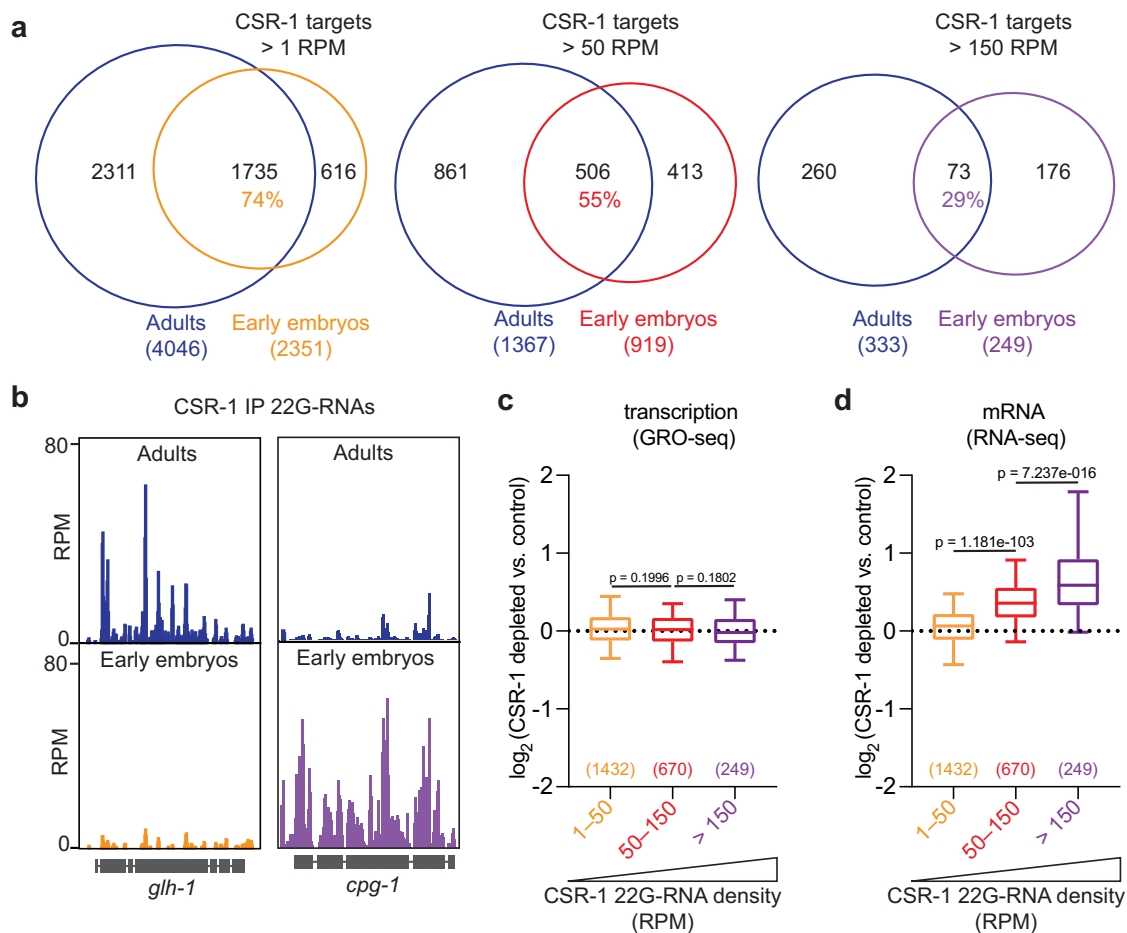 a
CSR-1 targets
> 1 RPM
2311
1735
74%
616
Adults
(4046)
Early embryos
(2351)
CSR-1 targets
> 50 RPM
861
506
55%
413
Adults
(1367)
Early embryos
(919)
CSR-1 targets
> 150 RPM
260
73
29%
176
Adults
(333)
Early embryos
(249)
b
CSR-1 IP 22G-RNAs
80
RPM
0
Adults
Adults
80
RPM
0
Early embryos
Early embryos
glh-1
cpg-1
c
transcription
(GRO-seq)
log2 (CSR-1 depleted vs. control)
2
1
0
-1
-2
p = 0.1996
p = 0.1802
(1432)
(670)
(249)
1–50
50–150
> 150
CSR-1 22G-RNA density
(RPM)
d
mRNA
(RNA-seq)
log2 (CSR-1 depleted vs. control)
2
1
0
-1
-2
p = 7.237e-016
p = 1.181e-103
(1432)
(670)
(249)
1–50
50–150
> 150
CSR-1 22G-RNA density
(RPM)